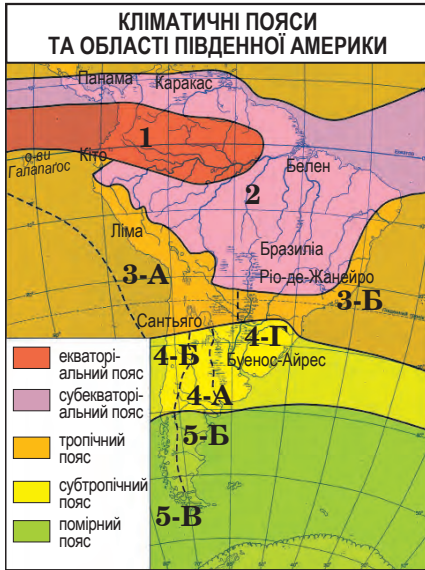 КЛІМАТИЧНІ ПОЯСИ
ТА ОБЛАСТІ ПІВДЕННОЇ АМЕРИКИ
Панама
Каракас
1
Кіто
о-ви
Галапаґос
Белен
2
Ліма
Бразиліа
3-А
Ріо-де-Жанейро
3-Б
Сантьяго
4-Г
4-Б
Буенос-Айрес
4-А
5-Б
5-В
екваторі-
альний пояс
субекваторі-
альний пояс
тропічний
пояс
субтропічний
пояс
помірний
пояс